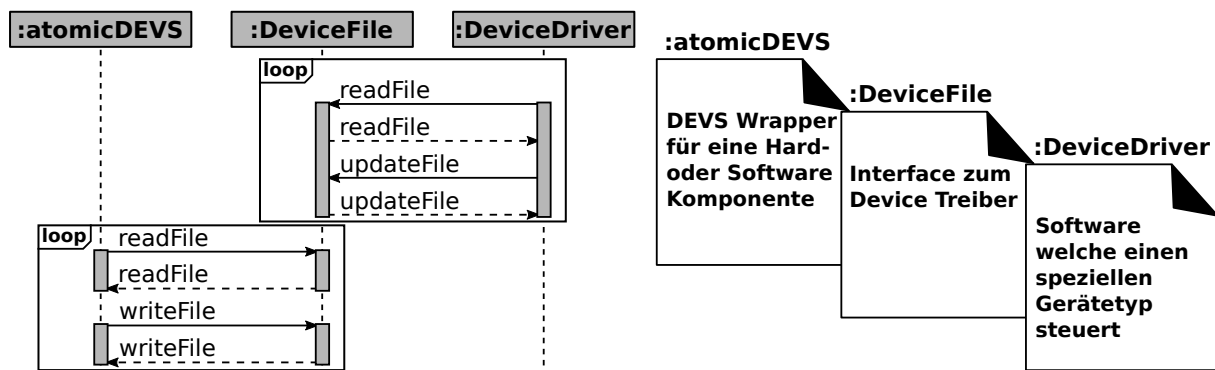 :atomicDEVS
:DeviceFile
:DeviceDriver
loop
readFile
readFile
updateFile
updateFile
loop
readFile
readFile
writeFile
writeFile
:atomicDEVS
DEVS Wrapper
für eine Hard-
oder Software
Komponente
:DeviceFile
Interface zum
Device Treiber
:DeviceDriver
Software
welche einen
speziellen
Gerätetyp
steuert